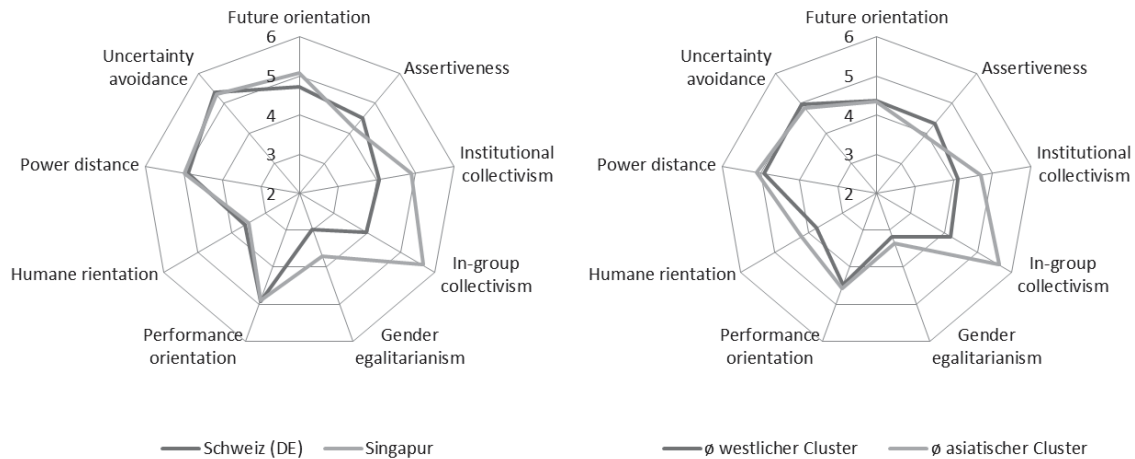 Future orientation
6
5
4
3
2
Assertiveness
Institutional
collectivism
In-group
collectivism
Gender
egalitarianism
Performance
orientation
Humane rientation
Power distance
Uncertainty
avoidance
Schweiz (DE)
Singapur
Future orientation
6
5
4
3
2
Assertiveness
Institutional
collectivism
In-group
collectivism
Gender
egalitarianism
Performance
orientation
Humane rientation
Power distance
Uncertainty
avoidance
ø westlicher Cluster
ø asiatischer Cluster